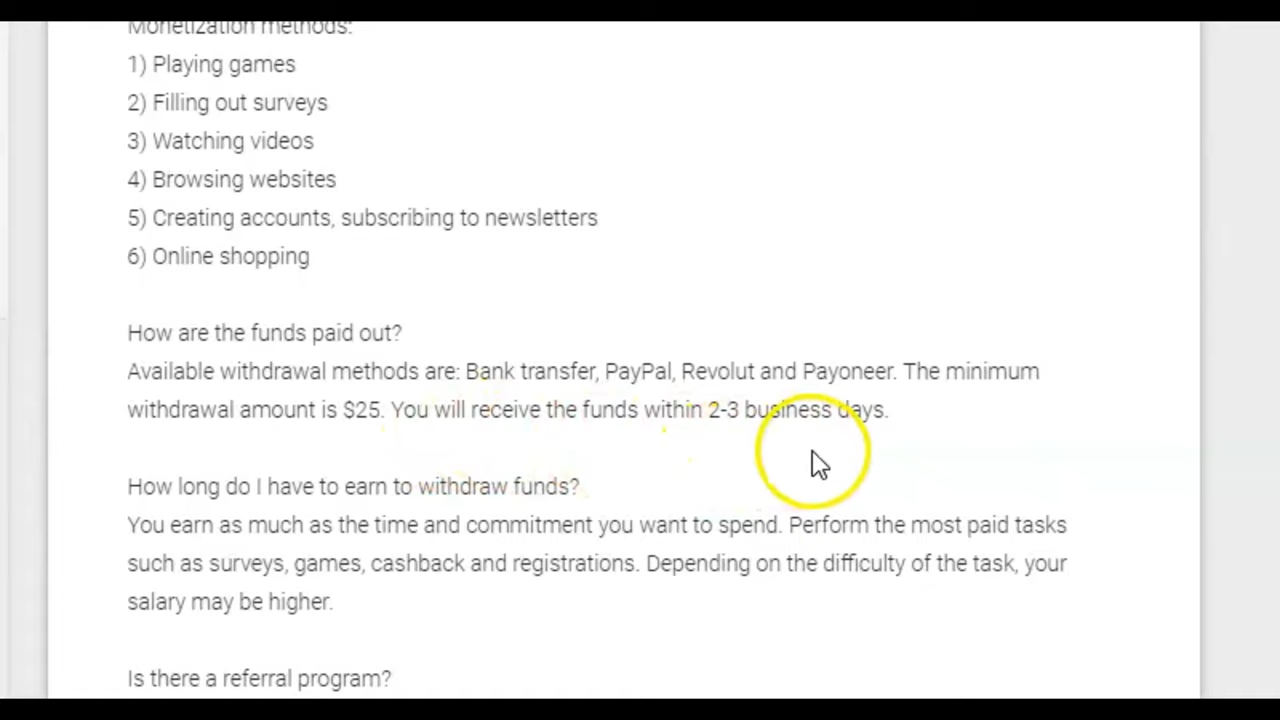 Monetization methods:
1) Playing games
2) Filling out surveys
3) Watching videos
4) Browsing websites
5) Creating accounts, subscribing to newsletters
6) Online shopping
How are the funds paid out?
Available withdrawal methods are: Bank transfer, PayPal, Revolut and Payoneer. The minimum
withdrawal amount is $25. You will receive the funds within 2-3 business days.
How long do I have to earn to withdraw funds?
You earn as much as the time and commitment you want to spend. Perform the most paid tasks
such as surveys, games, cashback and registrations. Depending on the difficulty of the task, your
salary may be higher.
Is there a referral program?